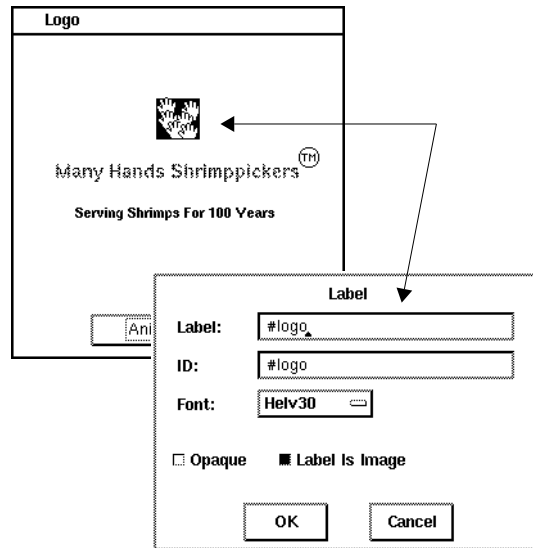 Logo
Many Hands Shrimppickers TM
Serving Shrimps For 100 Years
Ani
Label
Label: #logo
ID: #logo
Font: Helv30
Opaque Label Is Image
OK Cancel